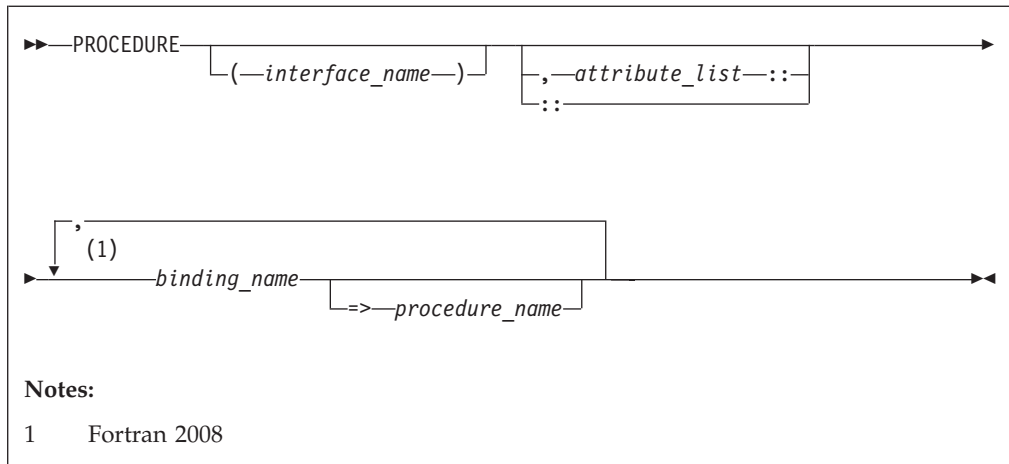 PROCEDURE
( interface_name )
, attribute_list ::
::
,
(1)
binding_name
=> procedure_name
Notes:
1 Fortran 2008